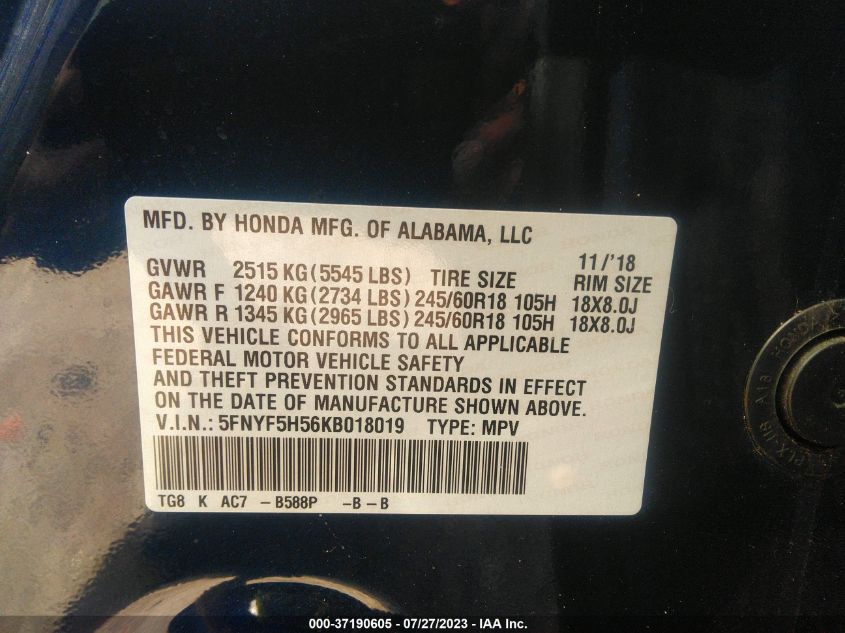 MFD. BY HONDA MFG. OF ALABAMA, LLC
11/'18
GVWR 2515 KG(5545 LBS) TIRE SIZE RIM SIZE
GAWR F 1240 KG(2734 LBS) 245/60R18 105H 18X8.0J
GAWR R 1345 KG(2965 LBS) 245/60R18 105H 18X8.0J
THIS VEHICLE CONFORMS TO ALL APPLICABLE
FEDERAL MOTOR VEHICLE SAFETY
AND THEFT PREVENTION STANDARDS IN EFFECT
ON THE DATE OF MANUFACTURE SHOWN ABOVE.
V.I.N.: 5FNYF5H56KB018019 TYPE: MPV
TG8 K AC7 -B588P -B-B
000-37190605 - 07/27/2023 - IAA Inc.